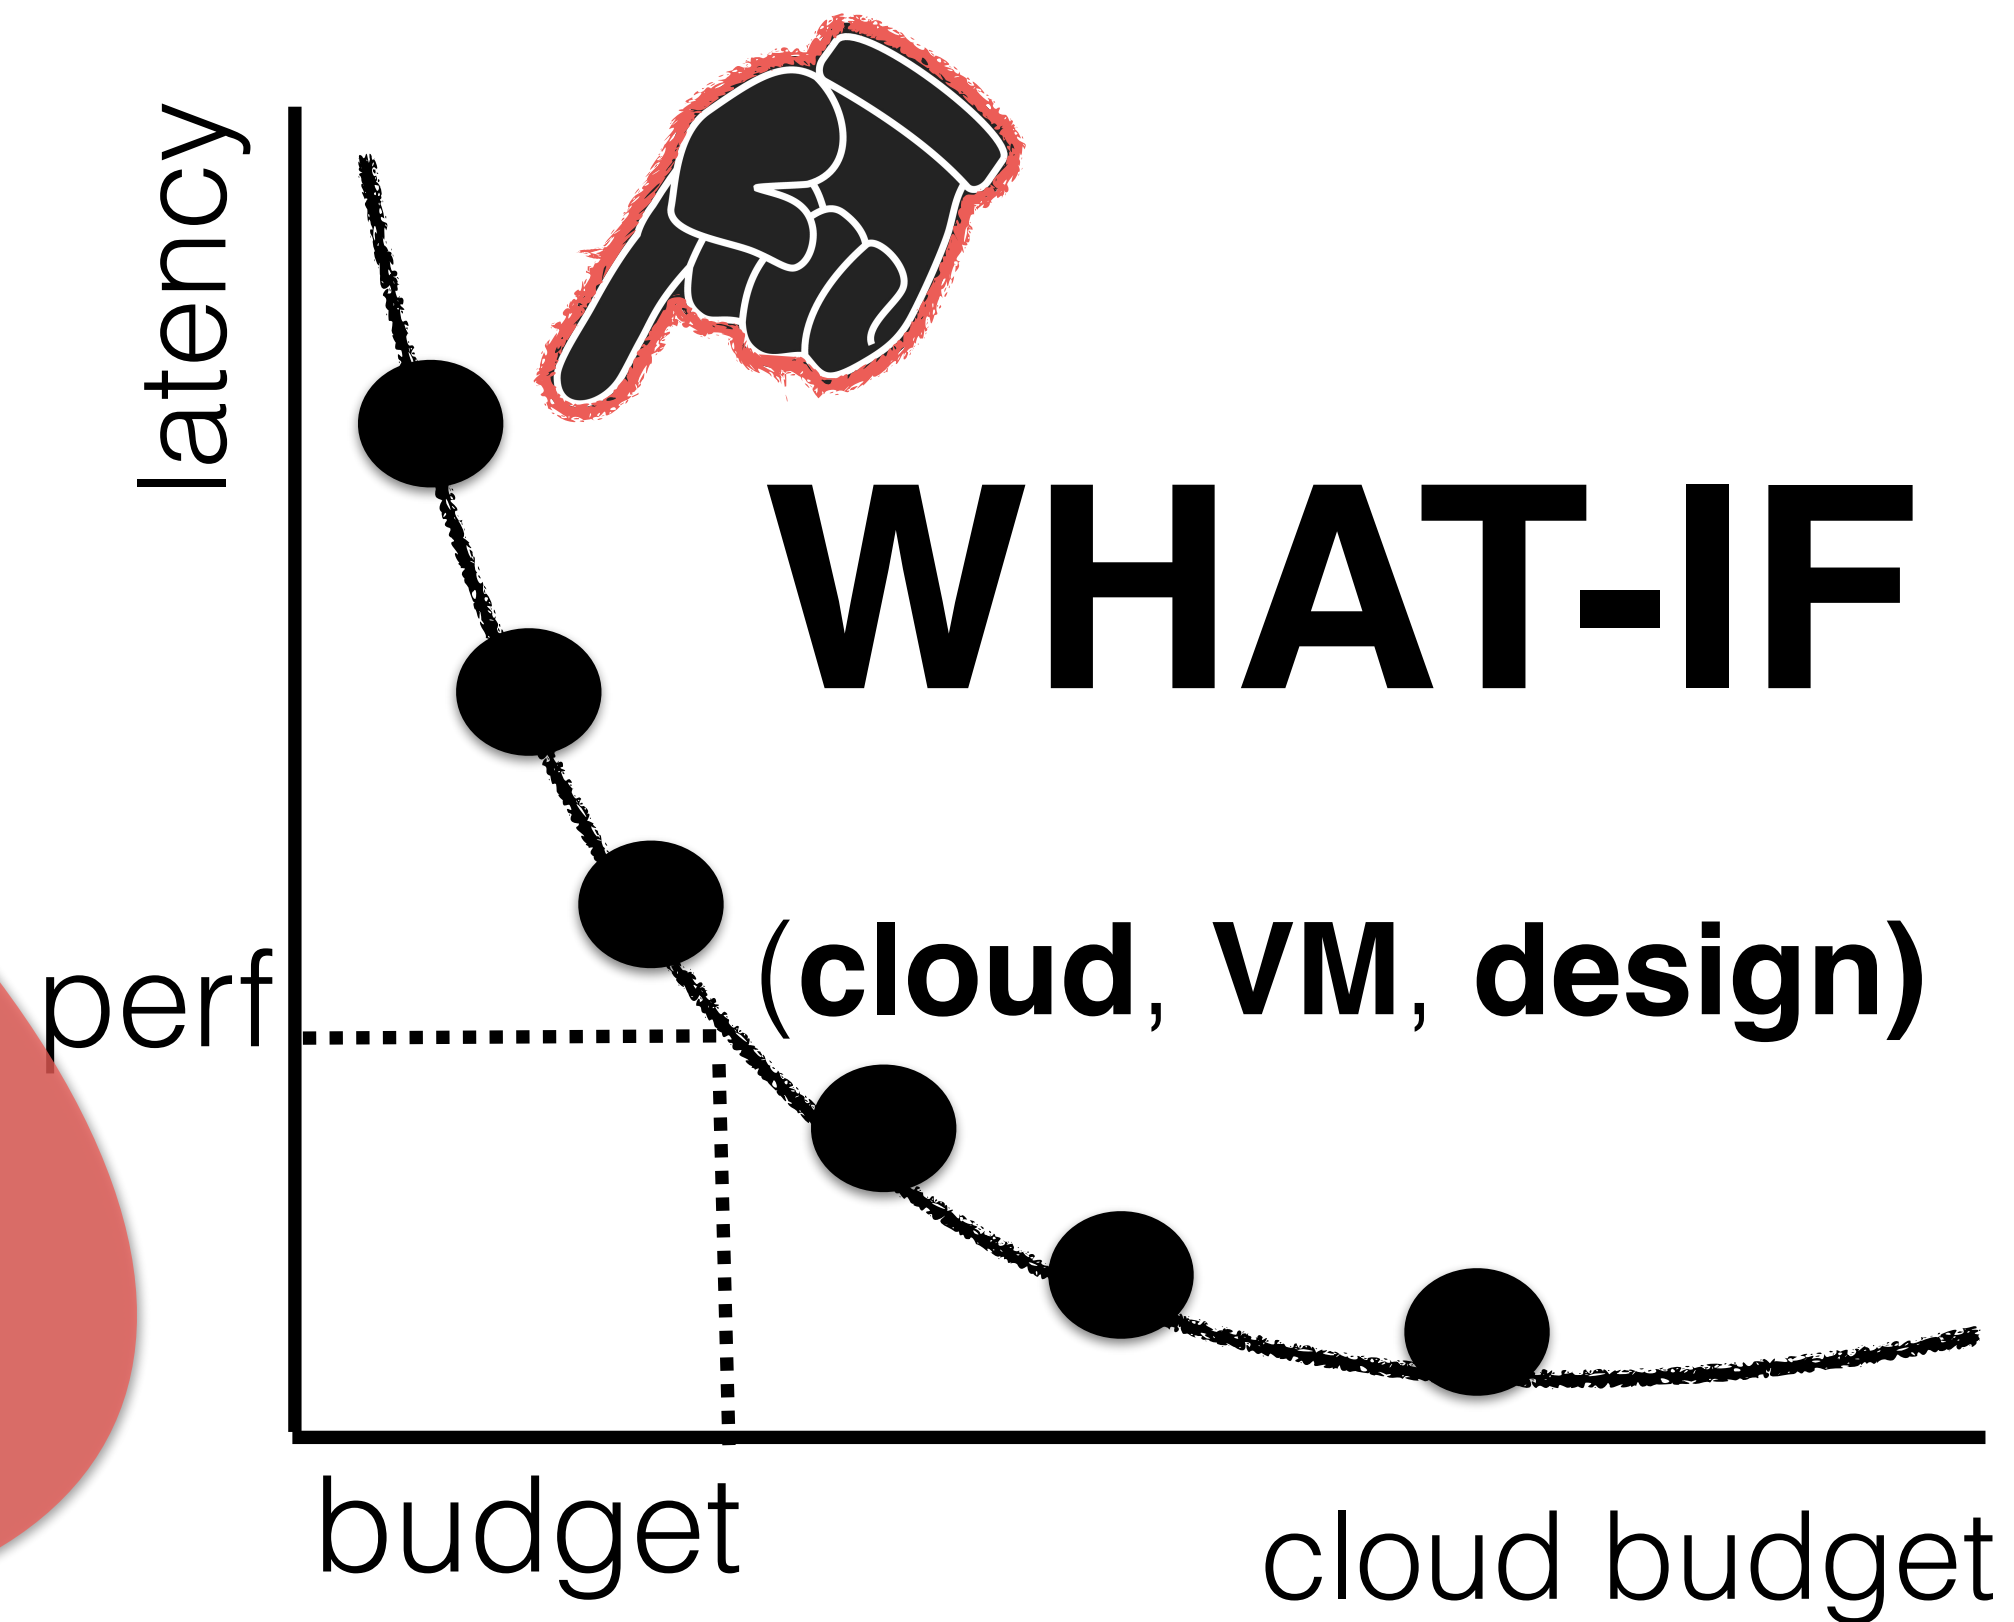 latency
WHAT-IF
(cloud, VM, design)
perf
budget
cloud budget